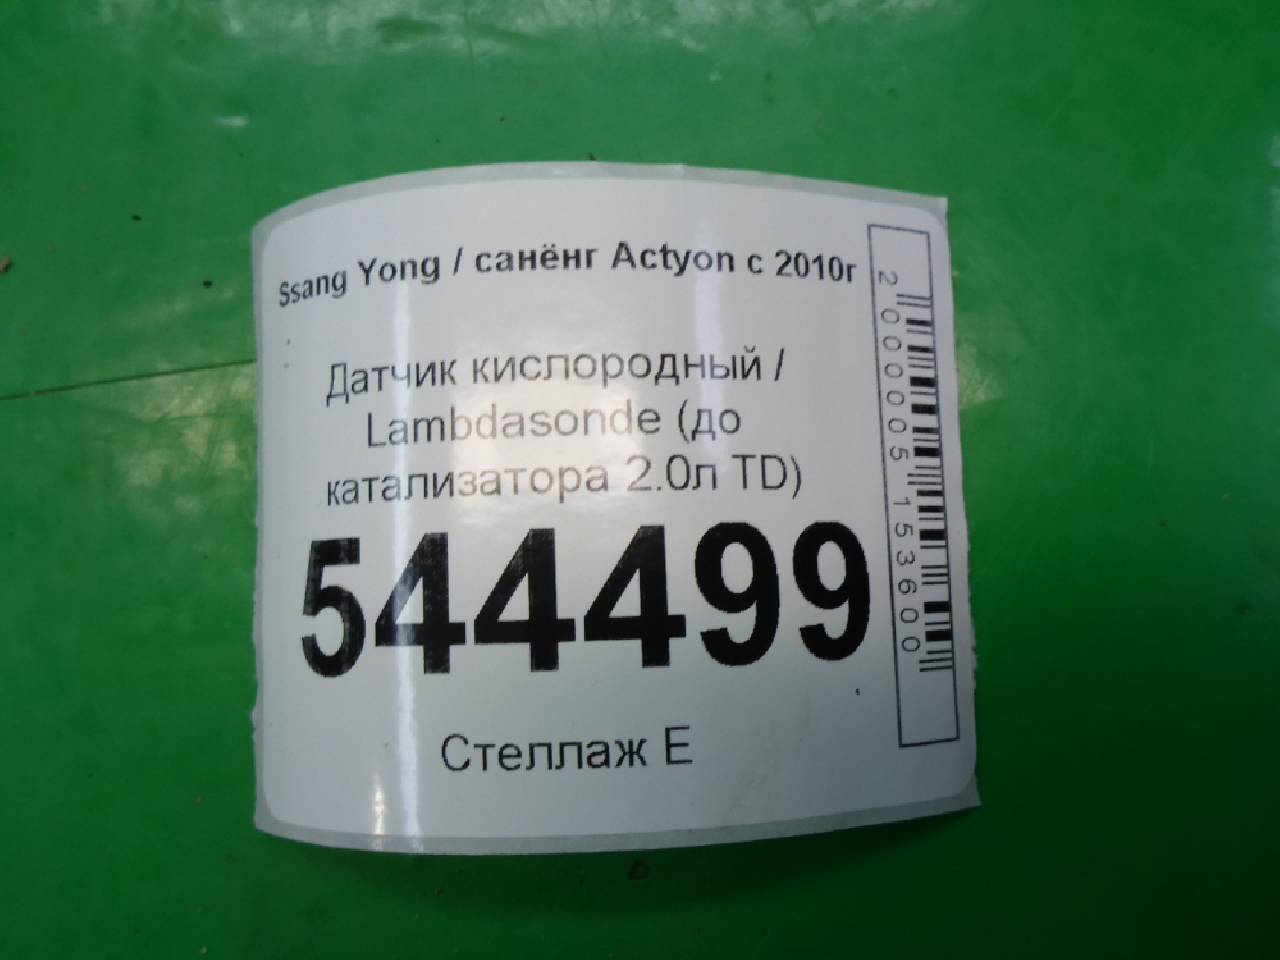 Ssang Yong / санёнг Actyon с 2010г
Датчик кислородный /
Lambdasonde (до
катализатора 2.0л TD)
544499
Стеллаж Е
2000005153600